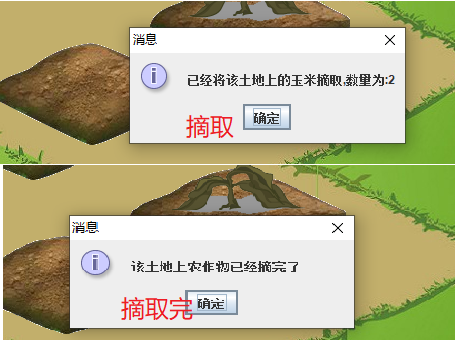 消息
已经将该土地上的玉米摘取,数量为:2
摘取
确定
消息
该土地上农作物已经摘完了
摘取完
确定